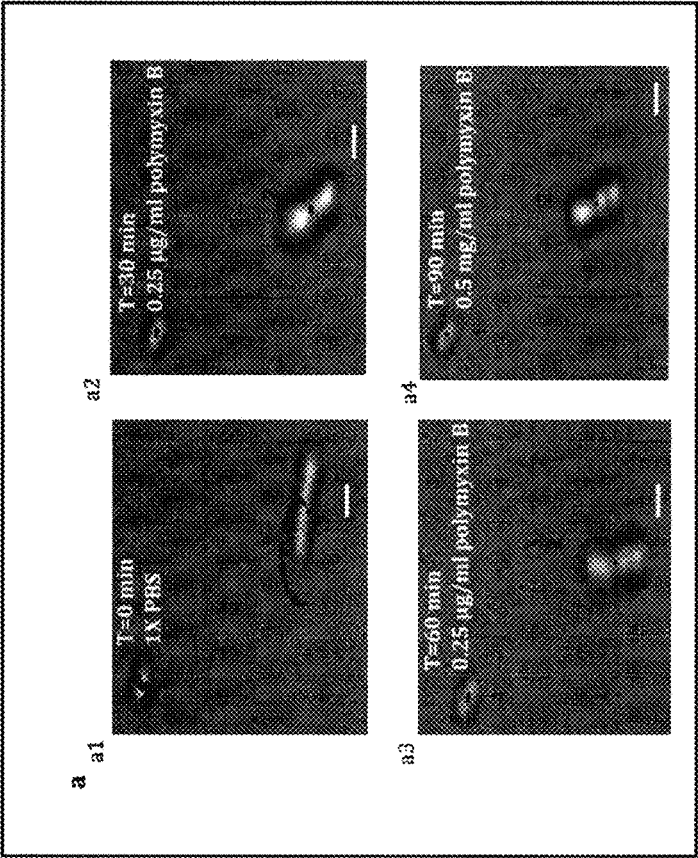 a
a1
T=0 min
1X PBS
a2
T=30 min
0.25 µg/ml polymyxin B
a3
T=60 min
0.25 µg/ml polymyxin B
a4
T=90 min
0.5 mg/ml polymyxin B